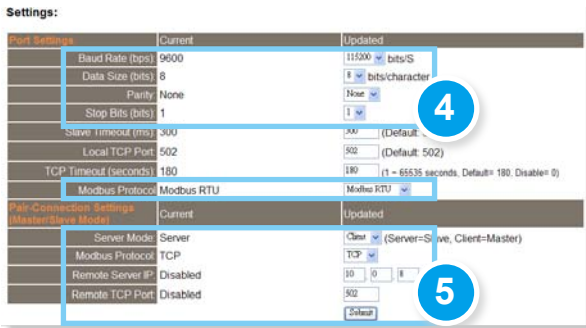 Settings:
Port Settings Current Updated
Baud Rate (bps) 9600 115200 bits/S
Data Size (bits) 8 8 bits/character
Parity None None
Stop Bits (bits) 1 1
4
Slave Timeout (ms) 300 300 (Default:
Local TCP Port 502 502 (Default: 502)
TCP Timeout (seconds) 180 180 (1 ~ 65535 seconds, Default= 180, Disable= 0)
Modbus Protocol Modbus RTU Modbus RTU
Pair-Connection Settings (Master/Slave Mode) Current Updated
Server Mode Server Client (Server=Slave, Client=Master)
Modbus Protocol TCP TCP
Remote Server IP Disabled 10 0 8
Remote TCP Port Disabled 502
5
Submit